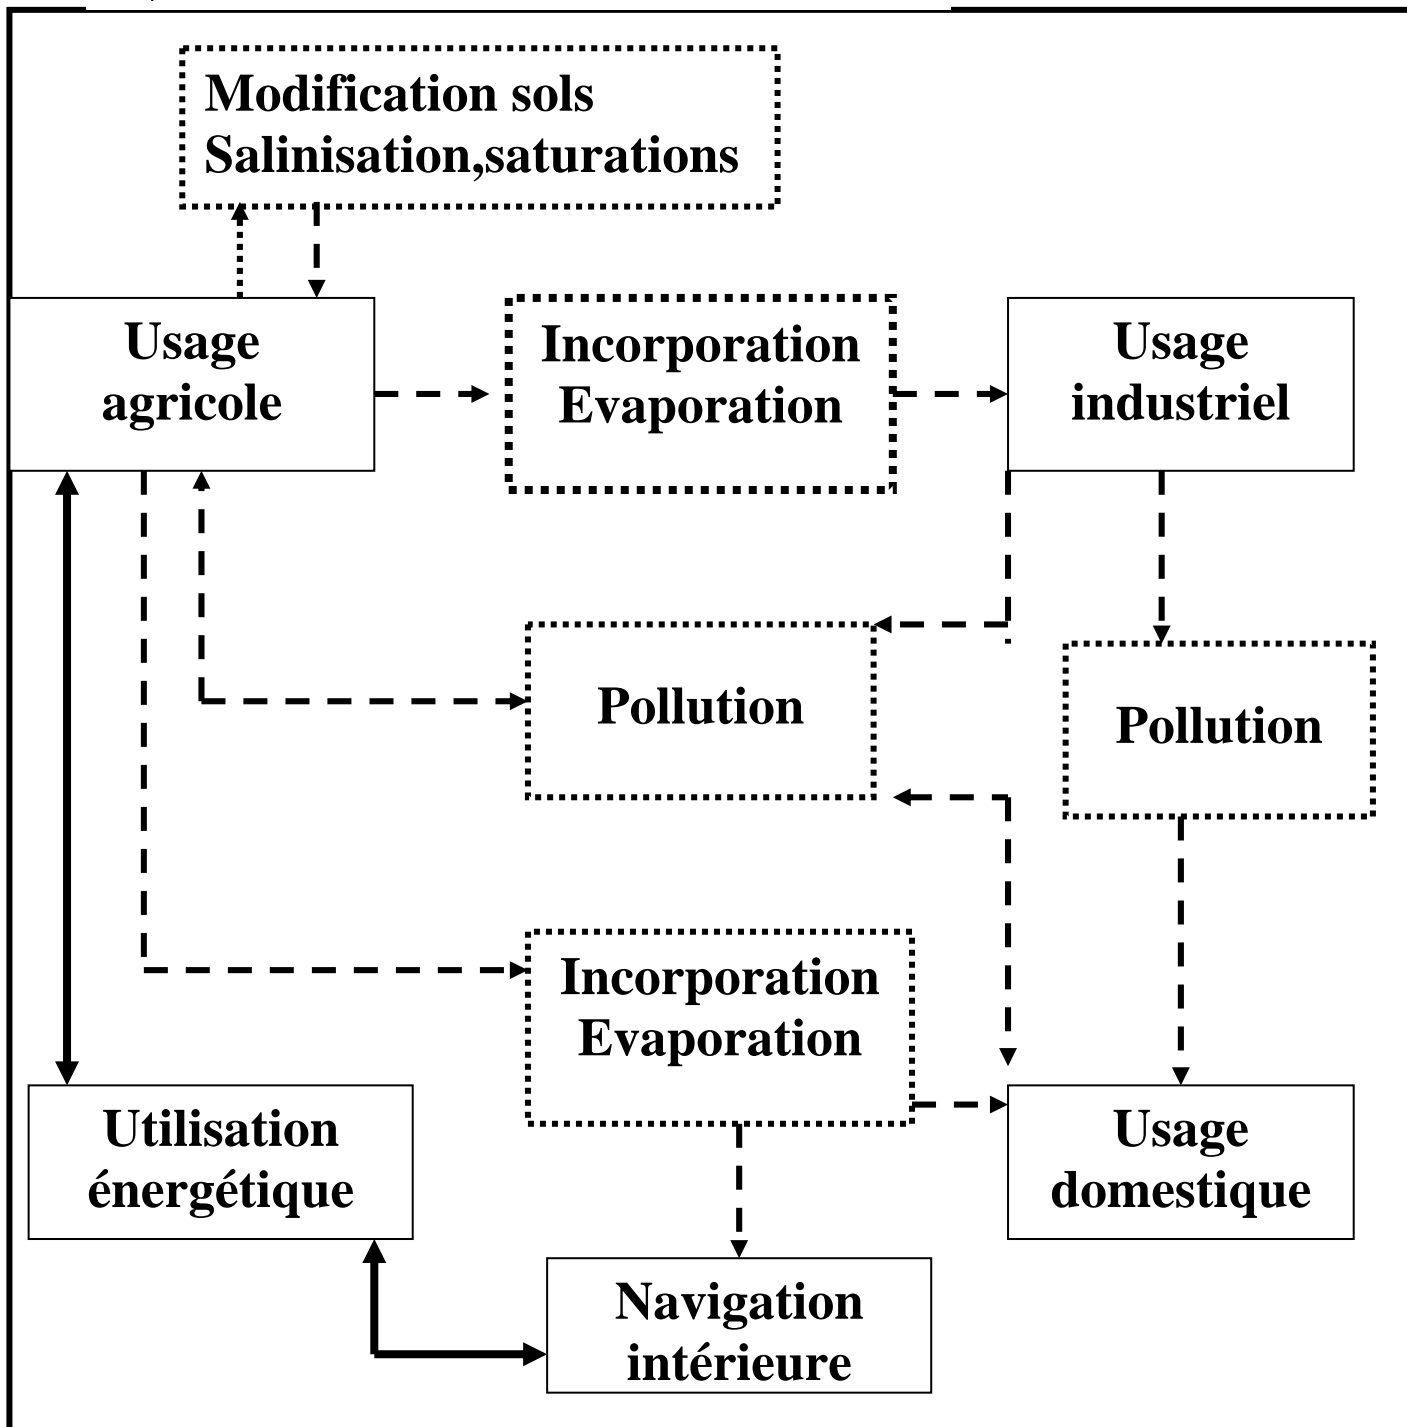 Modification sols
Salinisation,saturations
Usage
agricole
Incorporation
Evaporation
Usage
industriel
Pollution
Pollution
Incorporation
Evaporation
Utilisation
énergétique
Usage
domestique
Navigation
intérieure